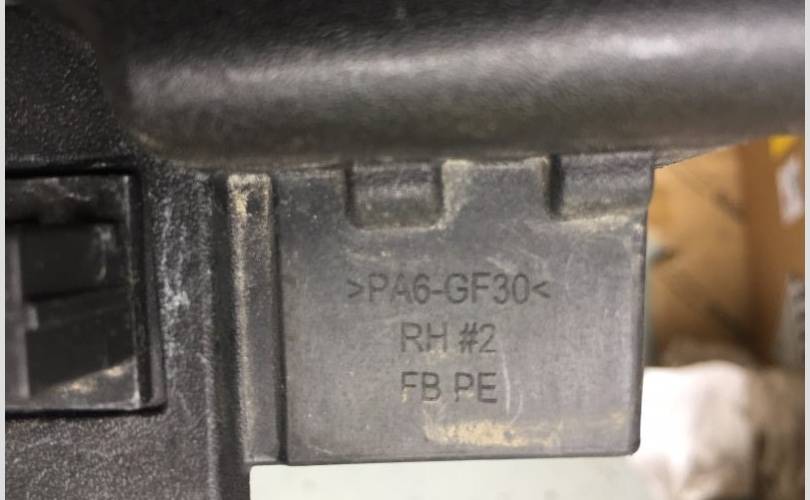 >PA6-GF30<
RH #2
FB PE